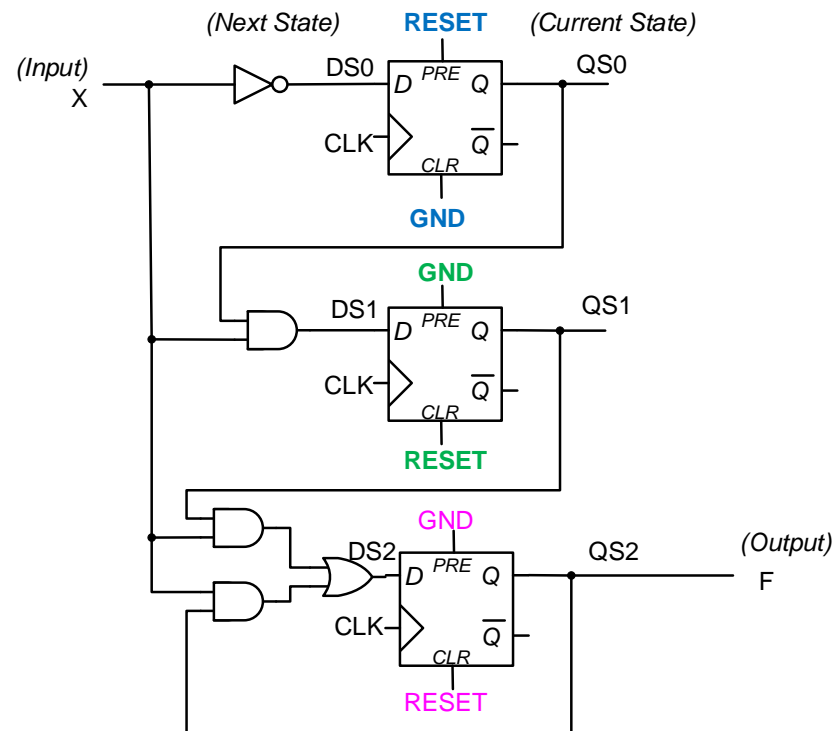 (Next State)
RESET
(Current State)
(Input)
X
DS0
D
PRE
Q
QS0
CLK
Q
CLR
GND
GND
DS1
D
PRE
Q
QS1
CLK
Q
CLR
RESET
GND
DS2
D
PRE
Q
QS2
(Output)
F
CLK
Q
CLR
RESET